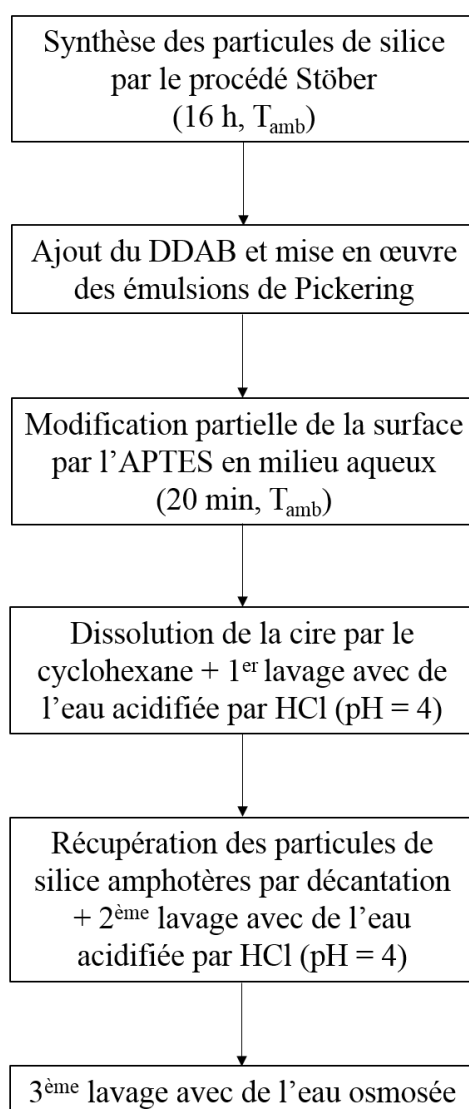 Synthèse des particules de silice
par le procédé Stöber
(16 h, Tamb)
Ajout du DDAB et mise en œuvre
des émulsions de Pickering
Modification partielle de la surface
par l’APTES en milieu aqueux
(20 min, Tamb)
Dissolution de la cire par le
cyclohexane + 1er lavage avec de
l’eau acidifiée par HCl (pH = 4)
Récupération des particules de
silice amphotères par décantation
+ 2ème lavage avec de l’eau
acidifiée par HCl (pH = 4)
3ème lavage avec de l’eau osmosée